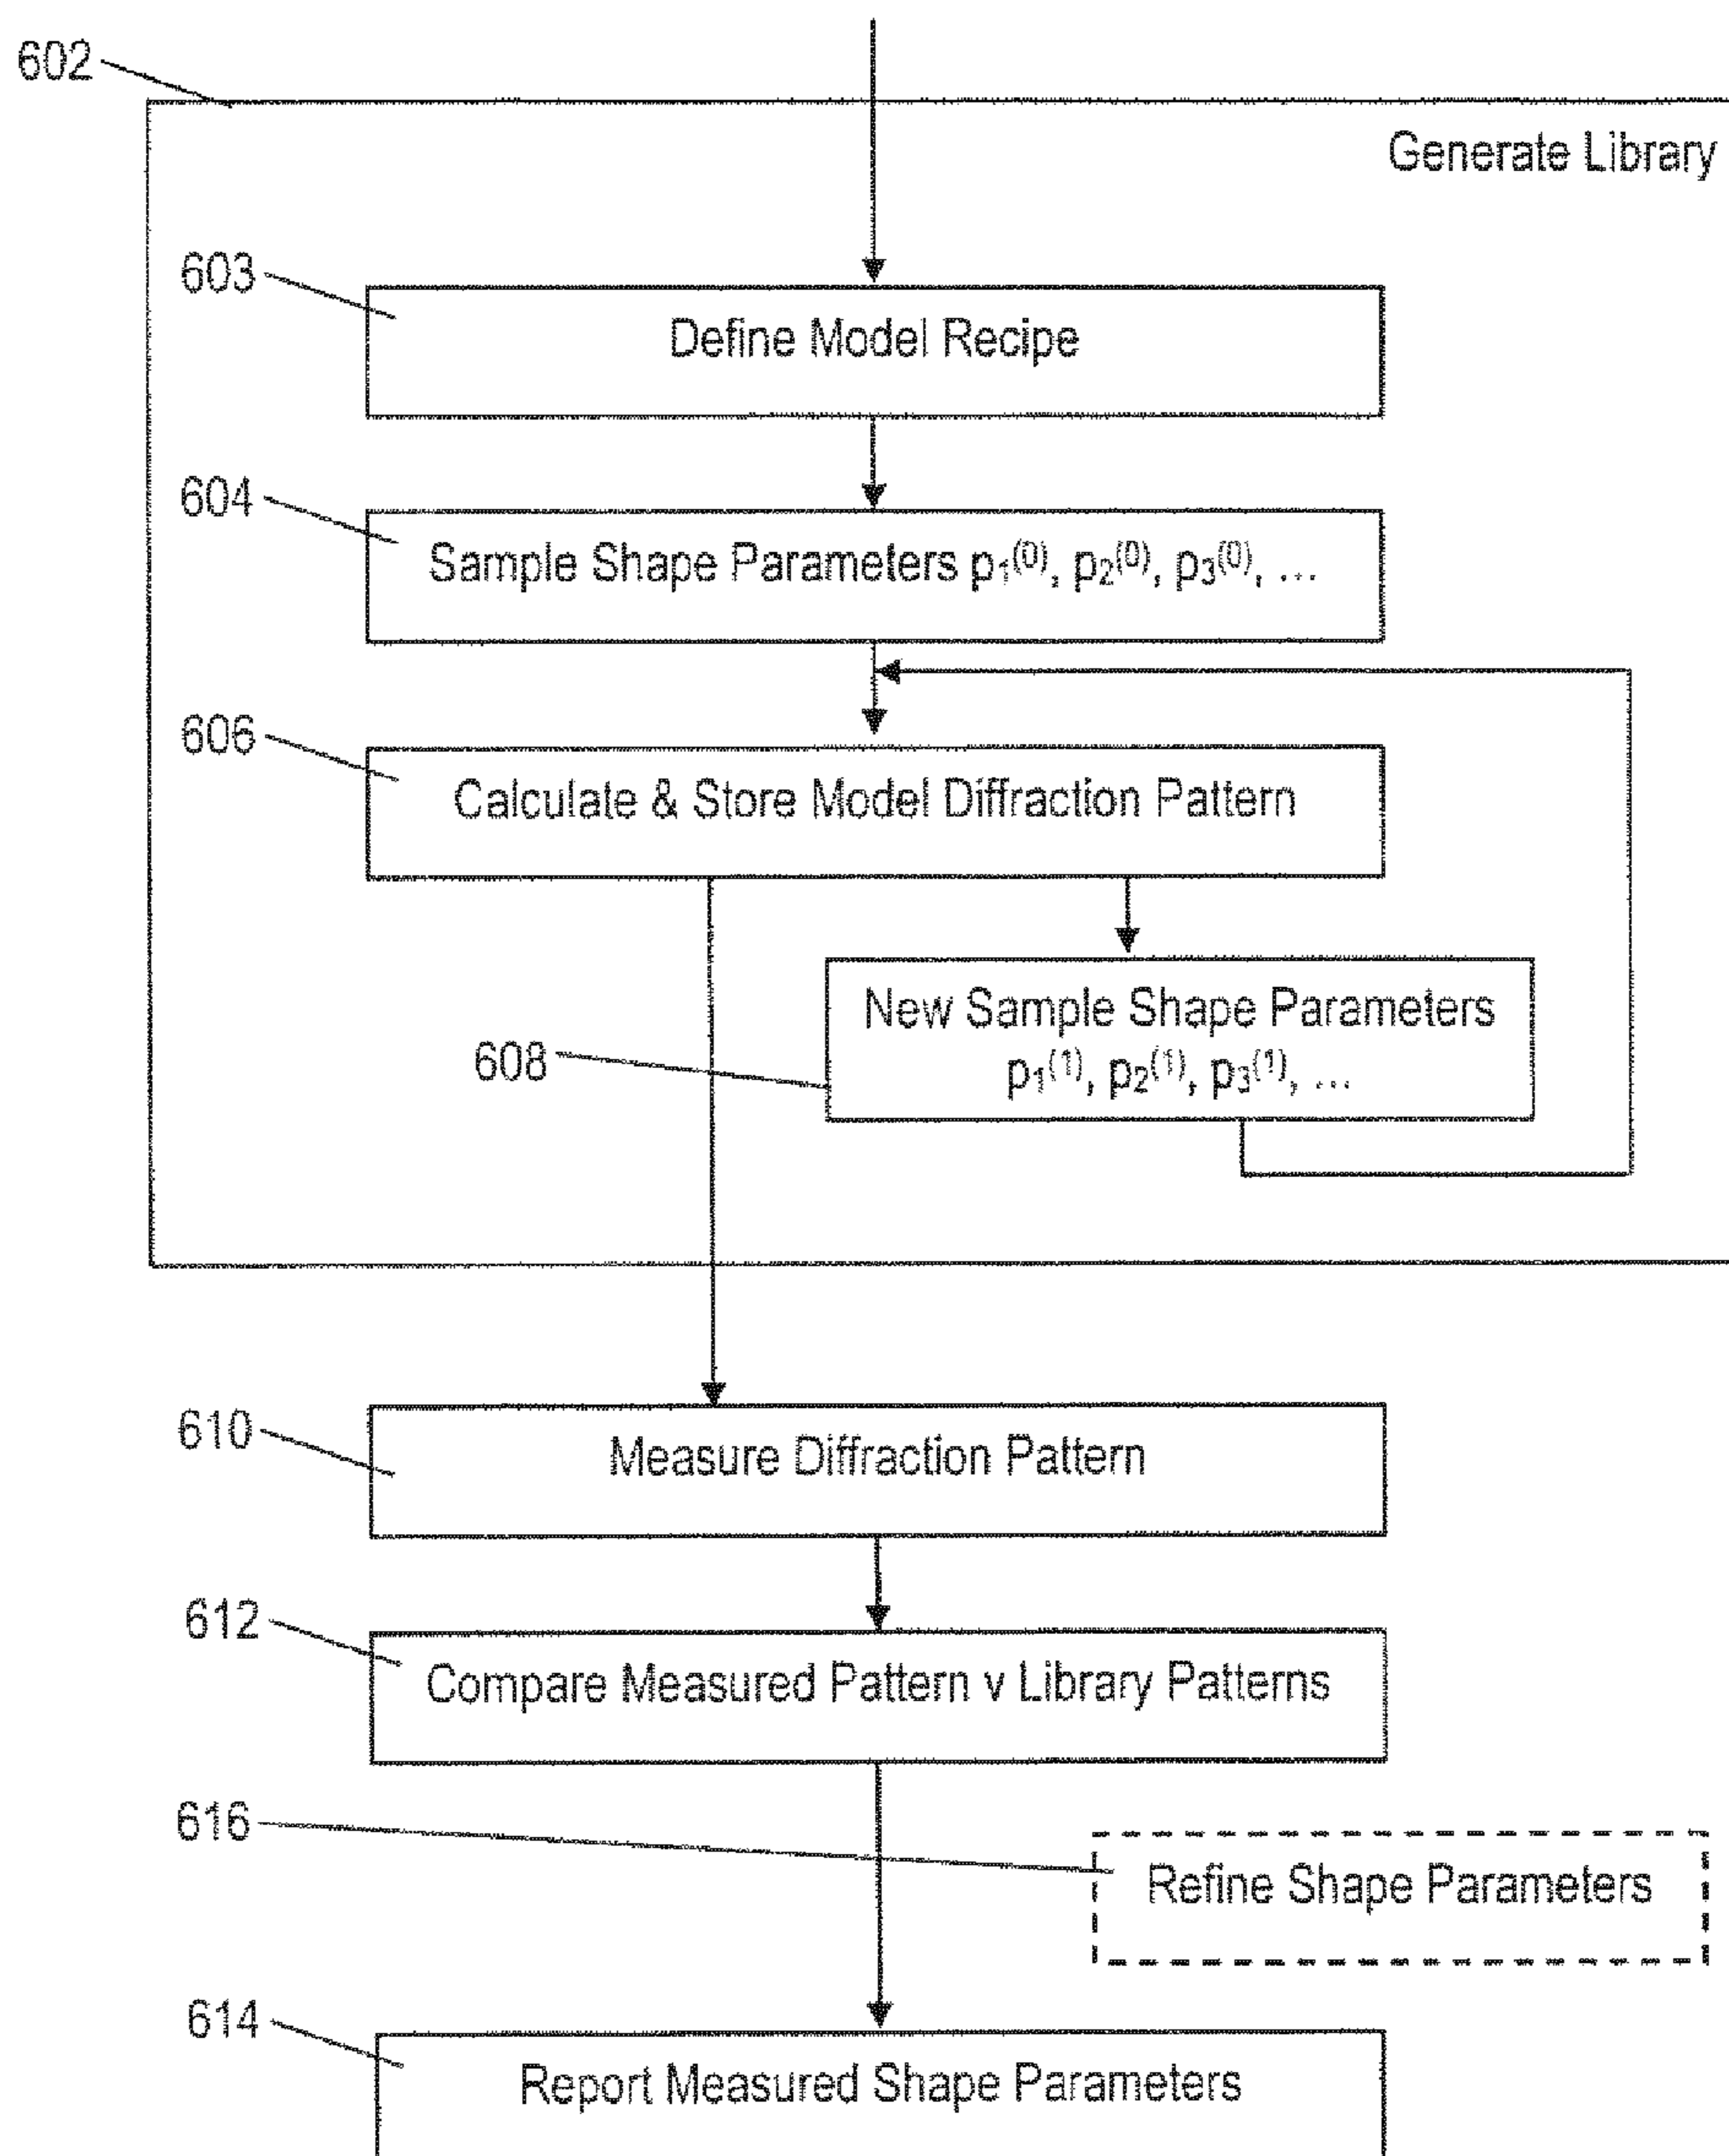 602
Generate Library
603
Define Model Recipe
604
Sample Shape Parameters p₁⁽⁰⁾, p₂⁽⁰⁾, p₃⁽⁰⁾, ...
606
Calculate & Store Model Diffraction Pattern
New Sample Shape Parameters
608
p₁⁽¹⁾, p₂⁽¹⁾, p₃⁽¹⁾, ...
610
Measure Diffraction Pattern
612
Compare Measured Pattern v Library Patterns
616
Refine Shape Parameters
614
Report Measured Shape Parameters